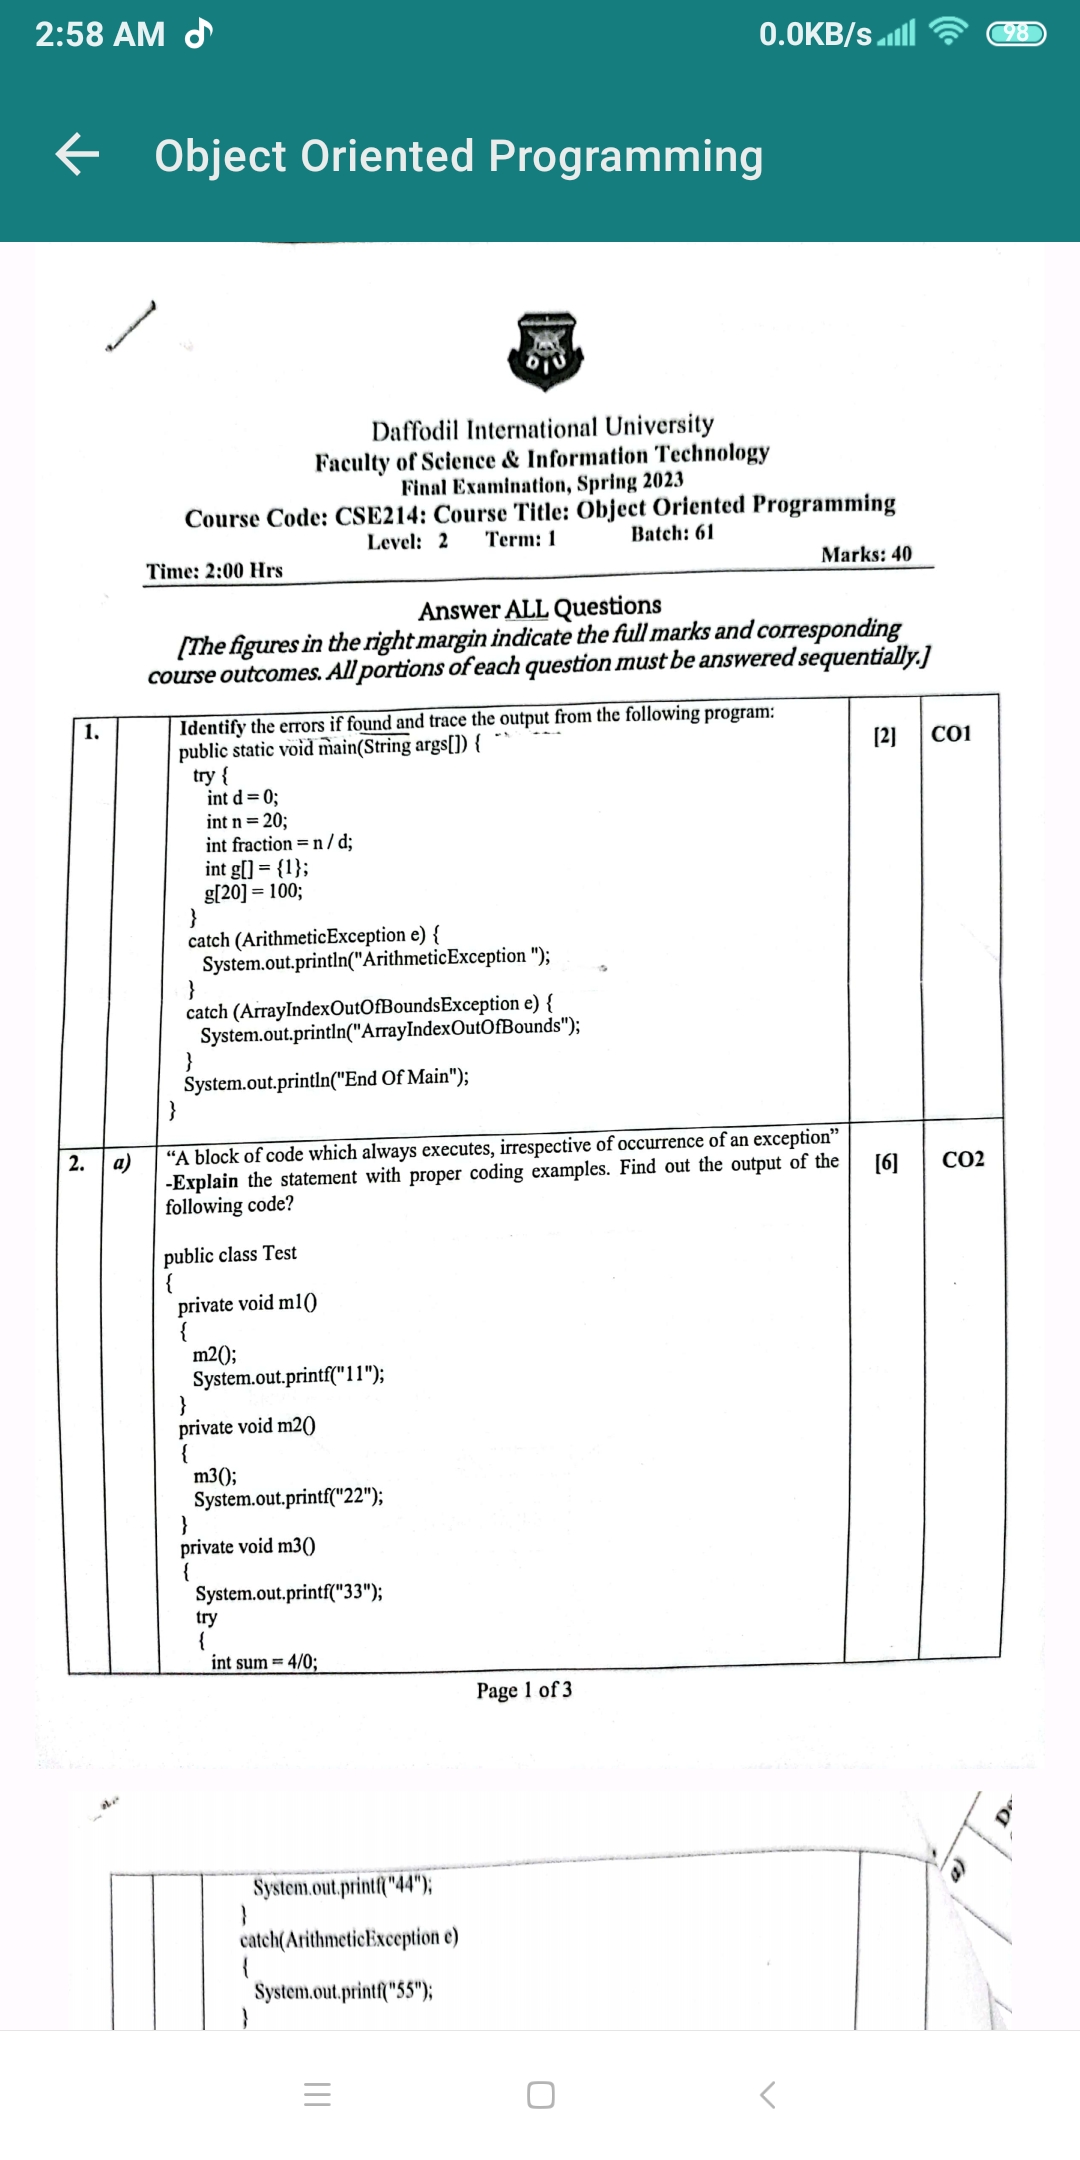 2:58 AM
0.0KB/s
98
Object Oriented Programming
DIU
Daffodil International University
Faculty of Science & Information Technology
Final Examination, Spring 2023
Course Code: CSE214: Course Title: Object Oriented Programming
Level: 2 Term: 1 Batch: 61
Time: 2:00 Hrs Marks: 40
Answer ALL Questions
[The figures in the right margin indicate the full marks and corresponding
course outcomes. All portions of each question must be answered sequentially.]
1. Identify the errors if found and trace the output from the following program: [2] CO1
public static void main(String args[]) {
try {
int d = 0;
int n = 20;
int fraction = n / d;
int g[] = {1};
g[20] = 100;
}
catch (ArithmeticException e) {
System.out.println("ArithmeticException ");
}
catch (ArrayIndexOutOfBoundsException e) {
System.out.println("ArrayIndexOutOfBounds");
}
System.out.println("End Of Main");
}
2. a) “A block of code which always executes, irrespective of occurrence of an exception” [6] CO2
-Explain the statement with proper coding examples. Find out the output of the
following code?
public class Test
{
private void m1()
{
m2();
System.out.printf("11");
}
private void m2()
{
m3();
System.out.printf("22");
}
private void m3()
{
System.out.printf("33");
try
{
int sum = 4/0;
Page 1 of 3
a)
System.out.printf("44");
}
catch(ArithmeticException e)
{
System.out.printf("55");
}